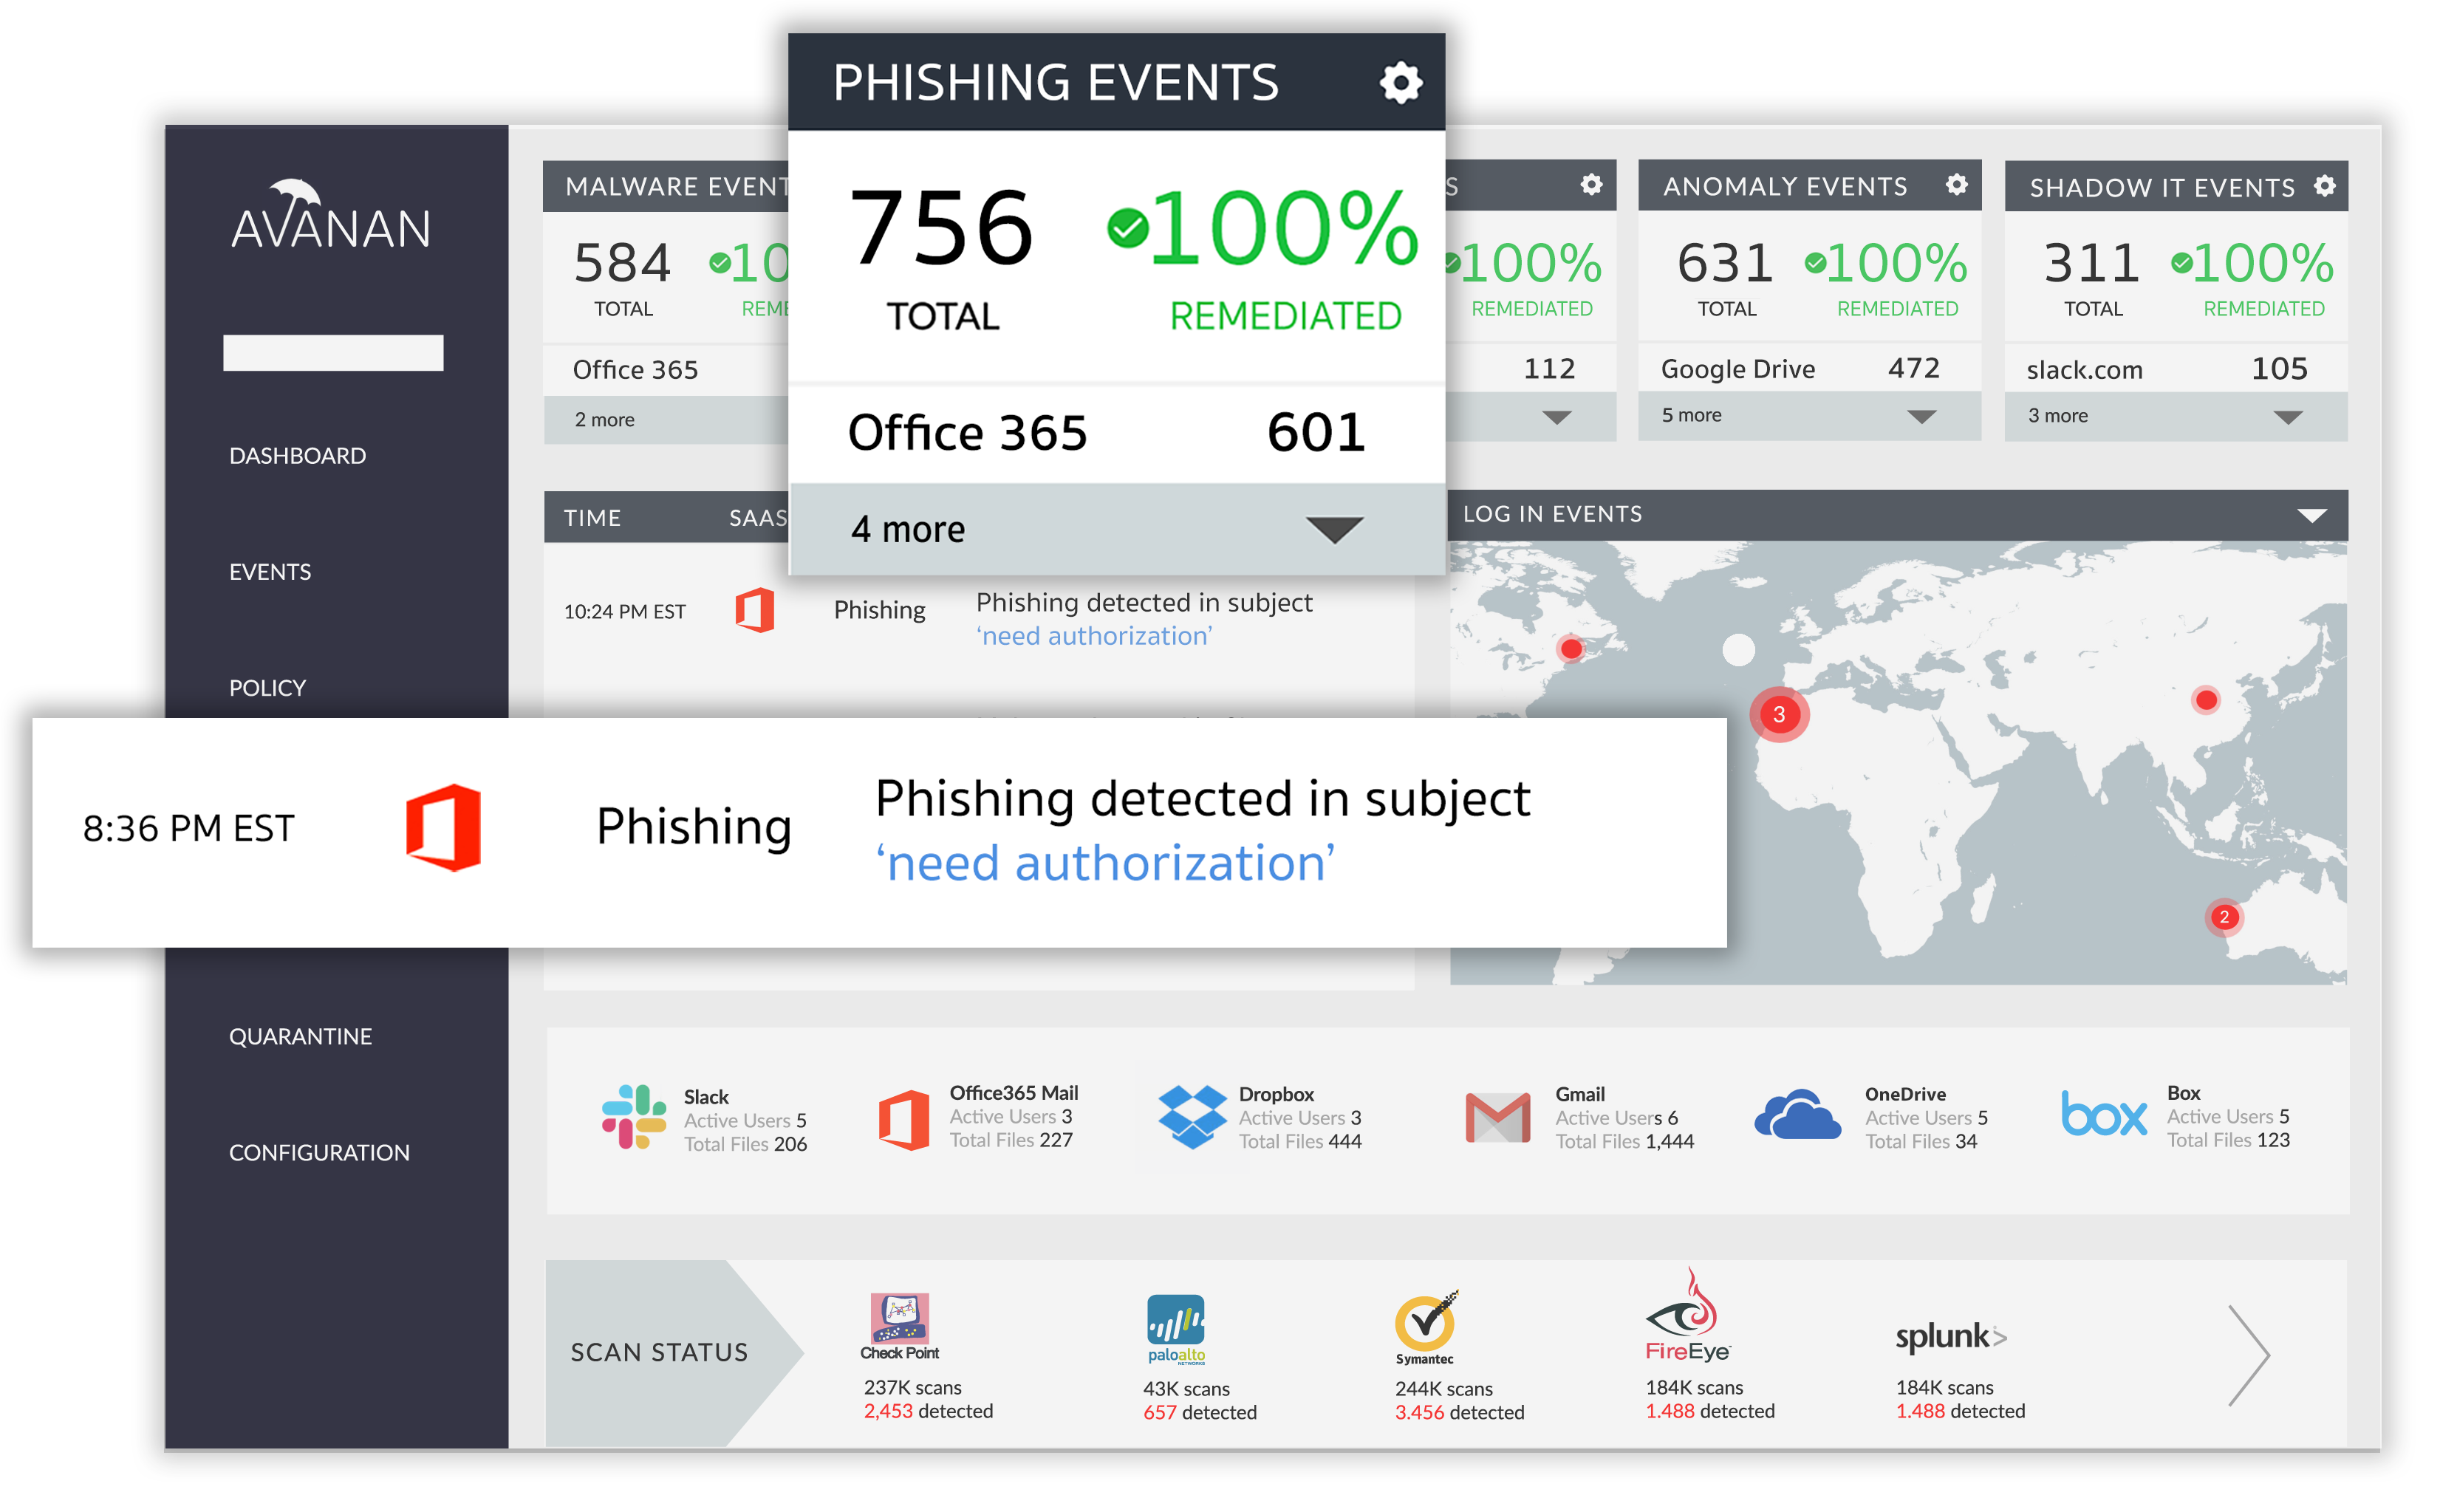 PHISHING EVENTS
756
100%
TOTAL
REMEDIATED
Office 365
601
4 more
AVANAN
DASHBOARD
EVENTS
POLICY
QUARANTINE
CONFIGURATION
MALWARE EVENT
584
10
TOTAL
REME
Office 365
2 more
S
100%
REMEDIATED
112
ANOMALY EVENTS
631
100%
TOTAL
REMEDIATED
Google Drive
472
5 more
SHADOW IT EVENTS
311
100%
TOTAL
REMEDIATED
slack.com
105
3 more
TIME
SAAS
10:24 PM EST
Phishing
Phishing detected in subject
‘need authorization’
LOG IN EVENTS
3
2
8:36 PM EST
Phishing
Phishing detected in subject
‘need authorization’
Slack
Active Users 5
Total Files 206
Office365 Mail
Active Users 3
Total Files 227
Dropbox
Active Users 3
Total Files 444
Gmail
Active Users 6
Total Files 1,444
OneDrive
Active Users 5
Total Files 34
box
Box
Active Users 5
Total Files 123
SCAN STATUS
Check Point
237K scans
2,453 detected
paloalto
NETWORKS
43K scans
657 detected
Symantec
244K scans
3.456 detected
FireEye
184K scans
1.488 detected
splunk>
184K scans
1.488 detected